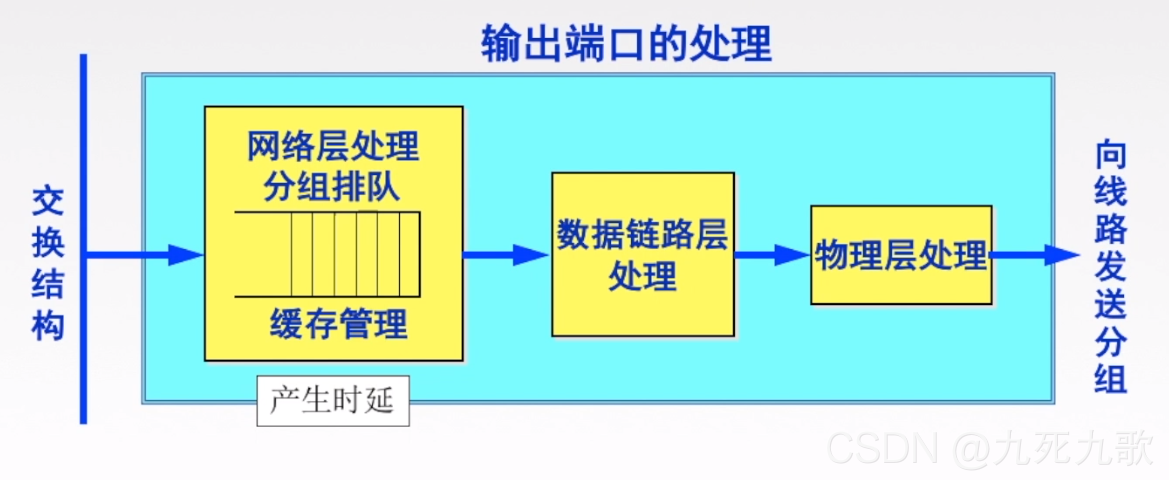 输出端口的处理
交换结构
网络层处理
分组排队
缓存管理
产生时延
数据链路层
处理
物理层处理
向线路发送分组
CSDN @九死九歌